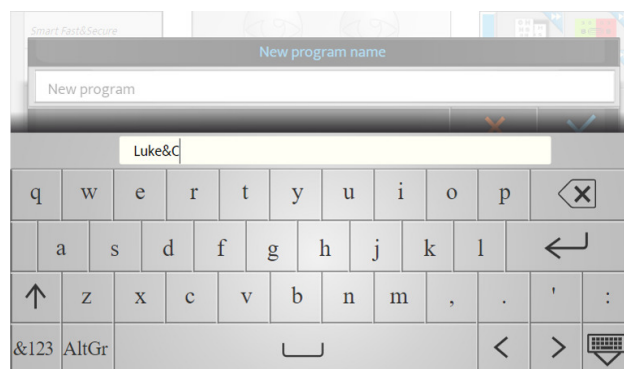 Smart Fast&Secure
New program name
New program
Luke&C
q w e r t y u i o p
a s d f g h j k l
z x c v b n m , . ' :
&123 AltGr < >